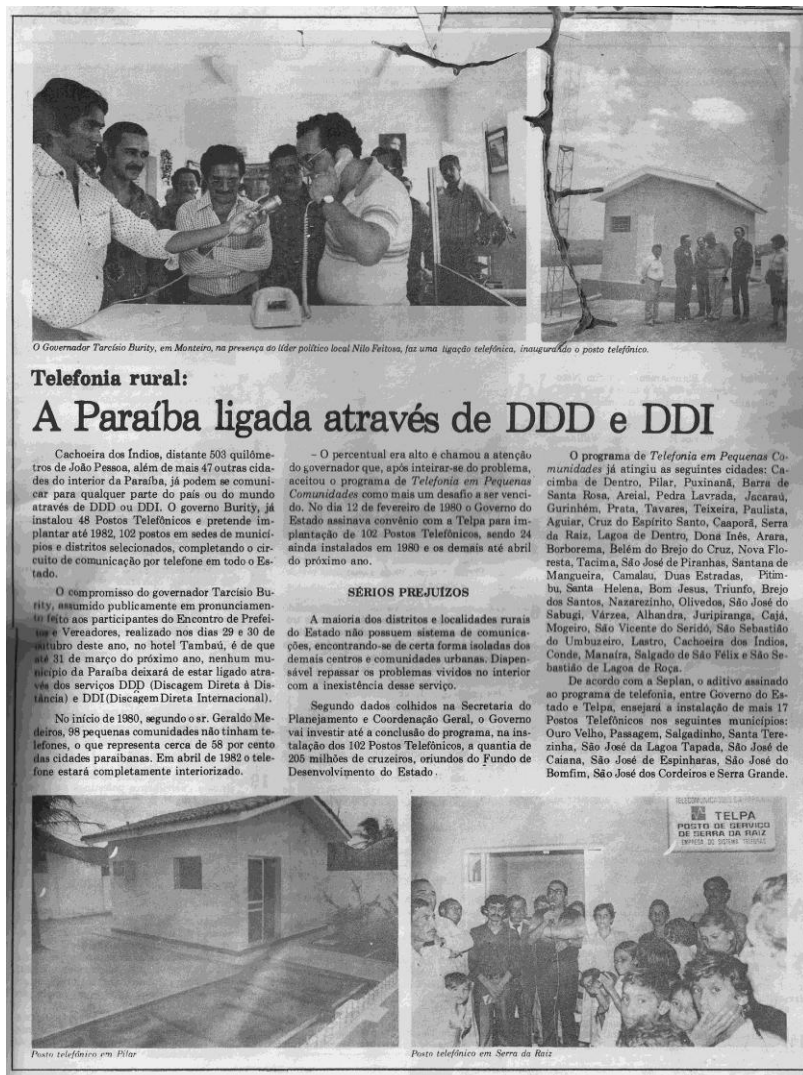 O Governador Tarcísio Burity, em Monteiro, na presença do líder político local Nilo Feitosa, faz uma ligação telefônica, inaugurando o posto telefônico.
Telefonia rural:
A Paraíba ligada através de DDD e DDI
Cachoeira dos Índios, distante 503 quilôme-
tros de João Pessoa, além de mais 47 outras cida-
des do interior da Paraíba, já podem se comuni-
car para qualquer parte do país ou do mundo
através de DDD ou DDI. O governo Burity, já
instalou 48 Postos Telefônicos e pretende im-
plantar até 1982, 102 postos em sedes de municí-
pios e distritos selecionados, completando o cir-
cuito de comunicação por telefone em todo o Es-
tado.
O compromisso do governador Tarcísio Bu-
rity, assumido publicamente em pronunciamen-
to feito aos participantes do Encontro de Prefei-
tos e Vereadores, realizado nos dias 29 e 30 de
outubro deste ano, no hotel Tambaú, é de que
até 31 de março do próximo ano, nenhum mu-
nicípio da Paraíba deixará de estar ligado atra-
vés dos serviços DDD (Discagem Direta à Dis-
tância) e DDI (Discagem Direta Internacional).
No início de 1980, segundo o sr. Geraldo Me-
deiros, 98 pequenas comunidades não tinham te-
lefones, o que representa cerca de 58 por cento
das cidades paraibanas. Em abril de 1982 o tele-
fone estará completamente interiorizado.
– O percentual era alto e chamou a atenção
do governador que, após inteirar-se do problema,
aceitou o programa de Telefonia em Pequenas
Comunidades como mais um desafio a ser venci-
do. No dia 12 de fevereiro de 1980 o Governo do
Estado assinava convênio com a Telpa para im-
plantação de 102 Postos Telefônicos, sendo 24
ainda instalados em 1980 e os demais até abril
do próximo ano.
SÉRIOS PREJUÍZOS
A maioria dos distritos e localidades rurais
do Estado não possuem sistema de comunica-
ções, encontrando-se de certa forma isoladas dos
demais centros e comunidades urbanas. Dispen-
sável repassar os problemas vividos no interior
com a inexistência desse serviço.
Segundo dados colhidos na Secretaria do
Planejamento e Coordenação Geral, o Governo
vai investir até a conclusão do programa, na ins-
talação dos 102 Postos Telefônicos, a quantia de
205 milhões de cruzeiros, oriundos do Fundo de
Desenvolvimento do Estado.
O programa de Telefonia em Pequenas Co-
munidades já atingiu as seguintes cidades: Ca-
cimba de Dentro, Pilar, Puxinanã, Barra de
Santa Rosa, Areial, Pedra Lavrada, Jacaraú,
Gurinhém, Prata, Tavares, Teixeira, Paulista,
Aguiar, Cruz do Espírito Santo, Caaporã, Serra
da Raiz, Lagoa de Dentro, Dona Inês, Arara,
Borborema, Belém do Brejo do Cruz, Nova Flo-
resta, Tacima, São José de Piranhas, Santana de
Mangueira, Camalau, Duas Estradas, Pitim-
bu, Santa Helena, Bom Jesus, Triunfo, Brejo
dos Santos, Nazarezinho, Olivedos, São José do
Sabugi, Várzea, Alhandra, Juripiranga, Cajá,
Mogeiro, São Vicente do Seridó, São Sebastião
do Umbuzeiro, Lastro, Cachoeira dos Índios,
Conde, Manaíra, Salgado de São Félix e São Se-
bastião de Lagoa de Roça.
De acordo com a Seplan, o aditivo assinado
ao programa de telefonia, entre Governo do Es-
tado e Telpa, ensejará a instalação de mais 17
Postos Telefônicos nos seguintes municípios:
Ouro Velho, Passagem, Salgadinho, Santa Tere-
zinha, São José da Lagoa Tapada, São José de
Caiana, São José de Espinharas, São José do
Bomfim, São José dos Cordeiros e Serra Grande.
TELPA
POSTO DE SERVIÇO
DE SERRA DA RAIZ
EMPRESA DO SISTEMA TELEBRÁS
Posto telefônico em Pilar
Posto telefônico em Serra da Raiz